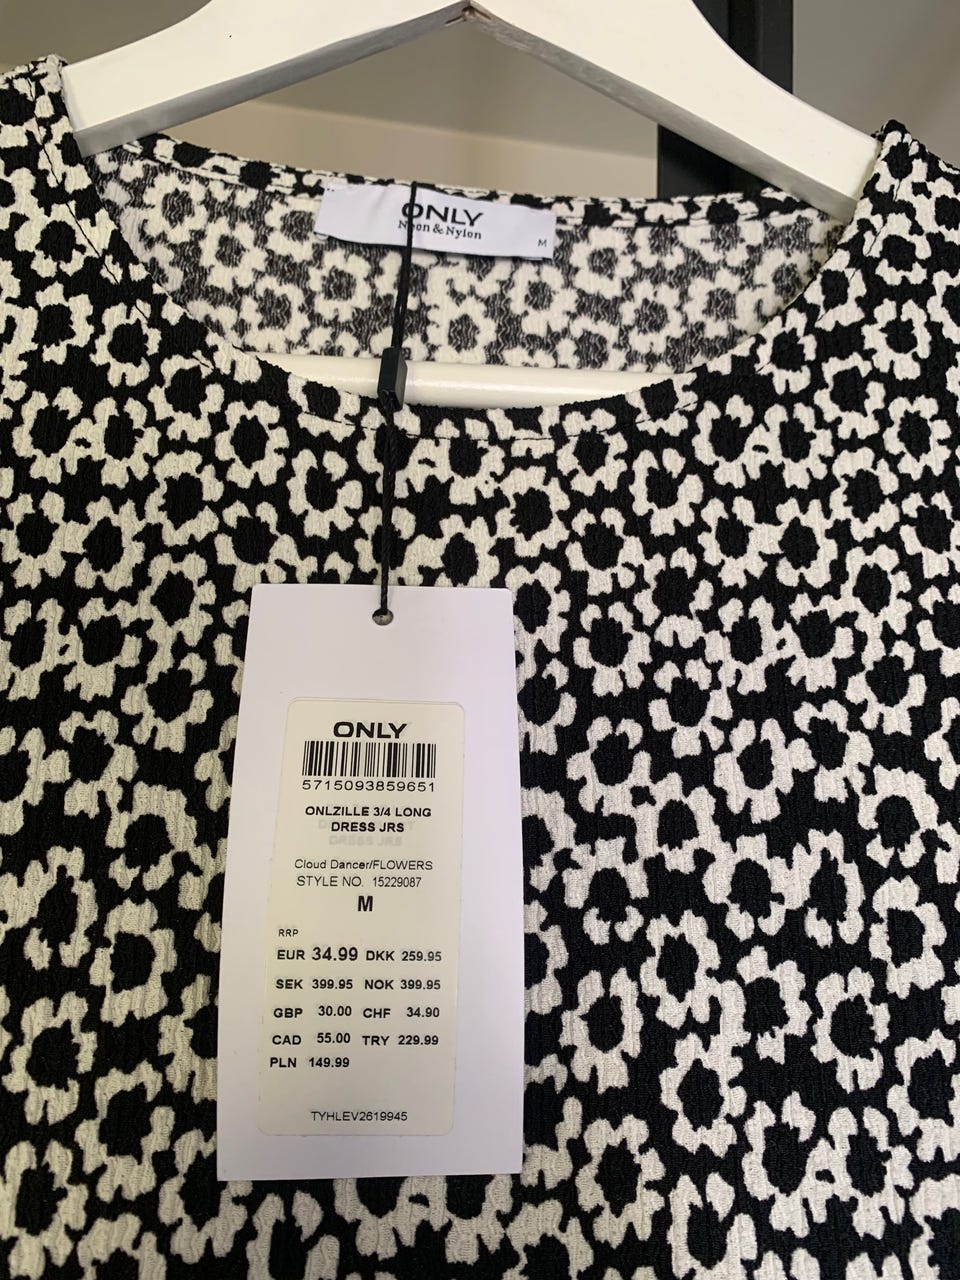 ONLY
Neon & Nylon
M
ONLY
5715093859651
ONLZILLE 3/4 LONG
DRESS JRS
Cloud Dancer/FLOWERS
STYLE NO. 15229087
M
RRP
EUR 34.99 DKK 259.95
SEK 399.95 NOK 399.95
GBP 30.00 CHF 34.90
CAD 55.00 TRY 229.99
PLN 149.99
TYHLEV2619945